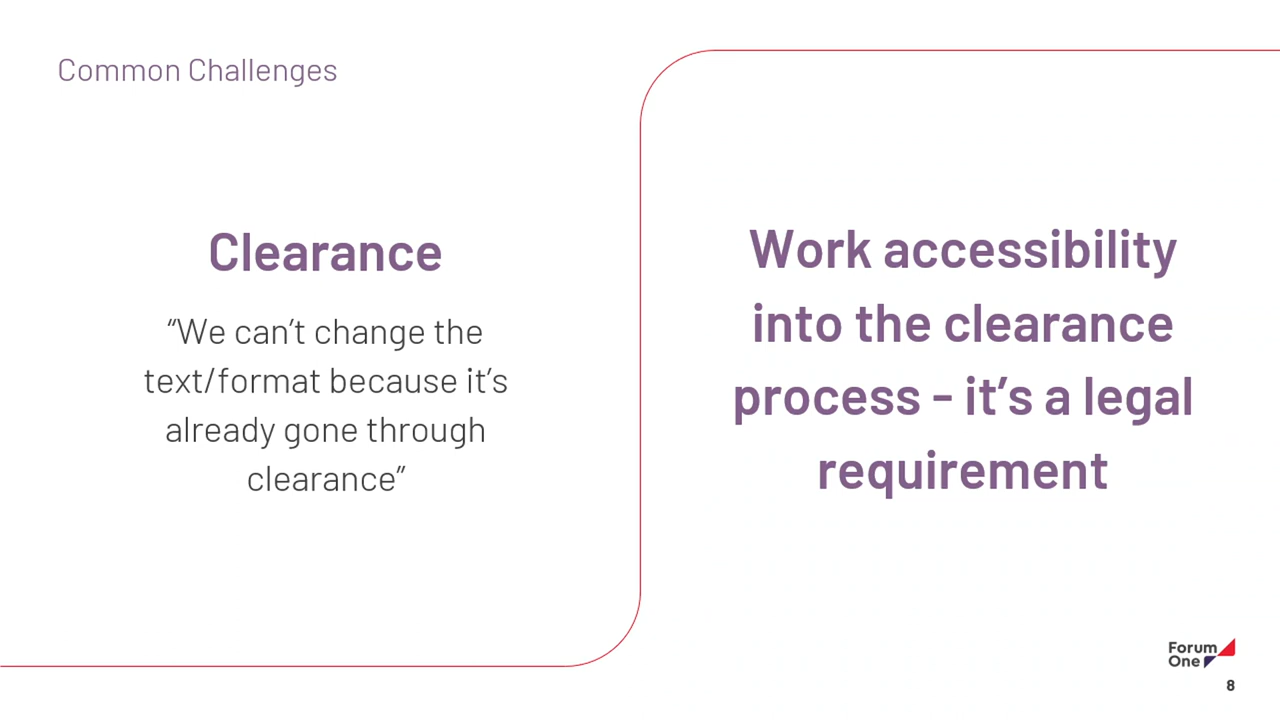 Common Challenges
Clearance
“We can’t change the
text/format because it’s
already gone through
clearance”
Work accessibility
into the clearance
process - it’s a legal
requirement
Forum
One
8